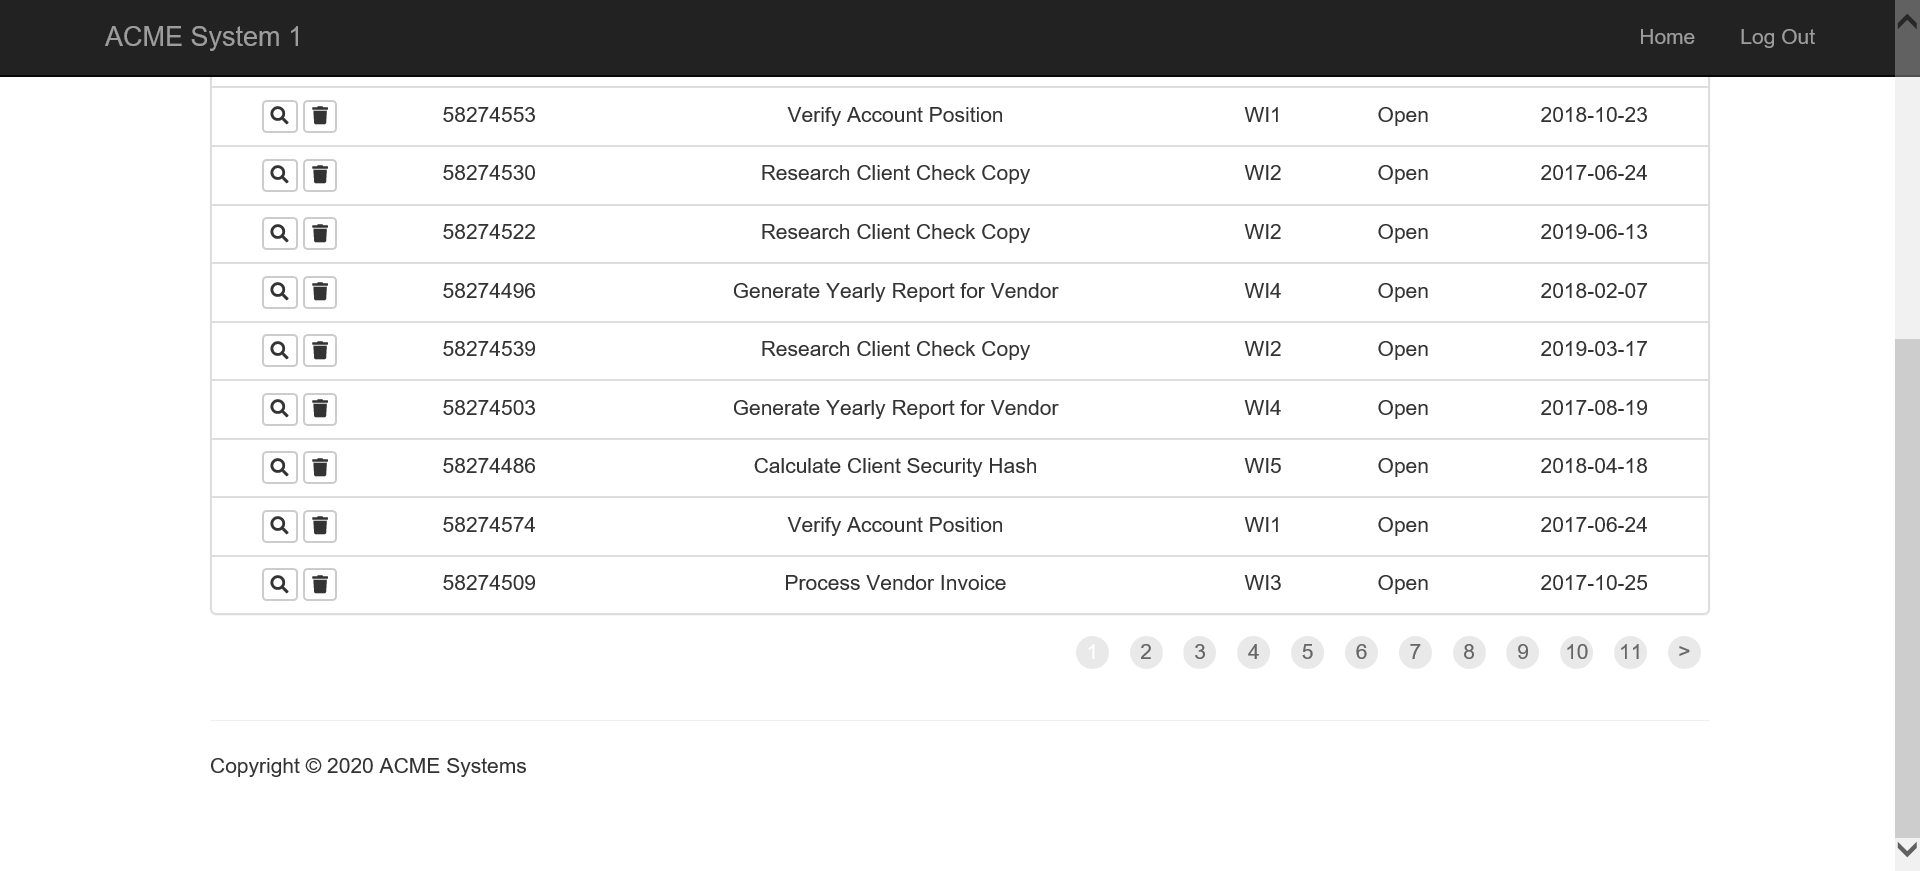 ACME System 1 Home Log Out
58274553 Verify Account Position WI1 Open 2018-10-23
58274530 Research Client Check Copy WI2 Open 2017-06-24
58274522 Research Client Check Copy WI2 Open 2019-06-13
58274496 Generate Yearly Report for Vendor WI4 Open 2018-02-07
58274539 Research Client Check Copy WI2 Open 2019-03-17
58274503 Generate Yearly Report for Vendor WI4 Open 2017-08-19
58274486 Calculate Client Security Hash WI5 Open 2018-04-18
58274574 Verify Account Position WI1 Open 2017-06-24
58274509 Process Vendor Invoice WI3 Open 2017-10-25
1 2 3 4 5 6 7 8 9 10 11 >
Copyright © 2020 ACME Systems